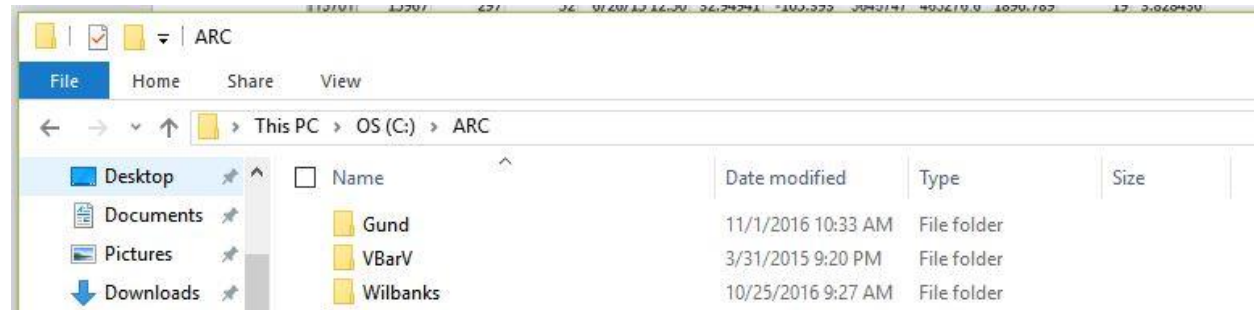 ARC
File Home Share View
This PC > OS (C:) > ARC
Desktop Name Date modified Type Size
Documents Gund 11/1/2016 10:33 AM File folder
Pictures VBarV 3/31/2015 9:20 PM File folder
Downloads Wilbanks 10/25/2016 9:27 AM File folder